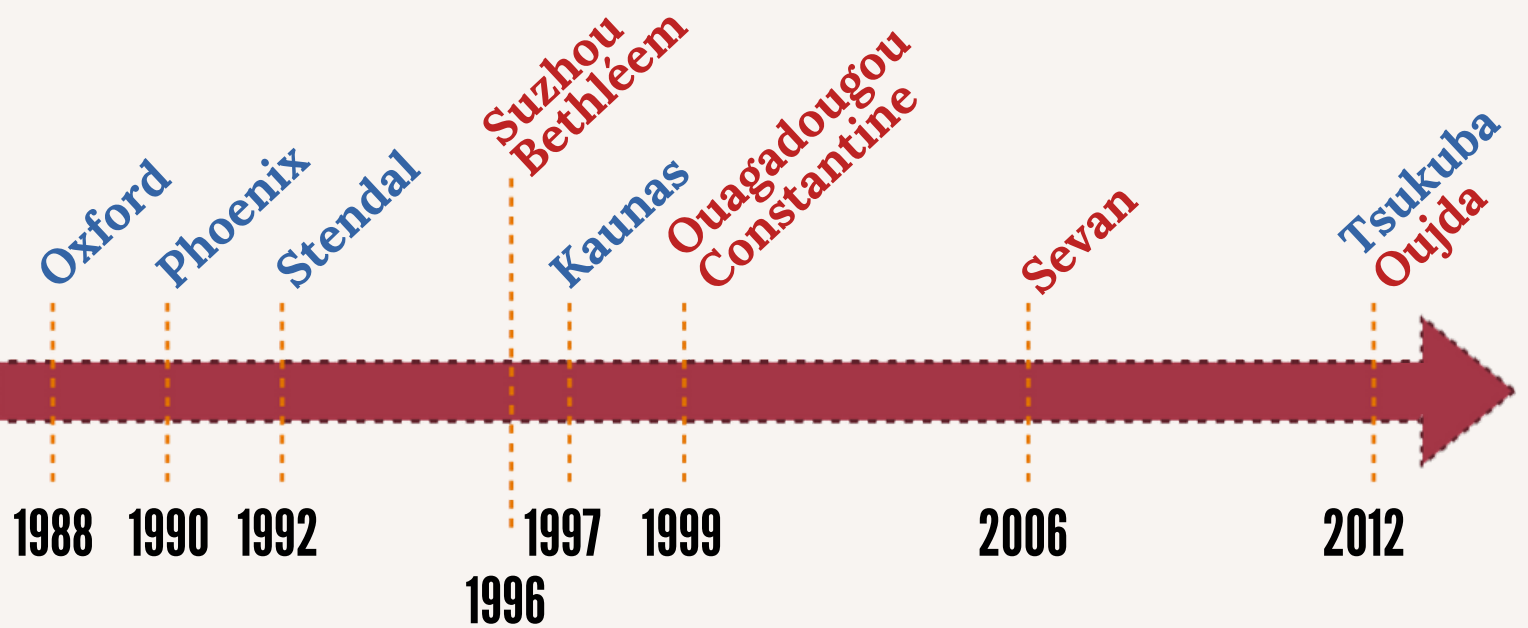 Oxford
Phoenix
Stendal
Suzhou
Bethléem
Kaunas
Ouagadougou
Constantine
Sevan
Tsukuba
Oujda
1988
1990
1992
1996
1997
1999
2006
2012